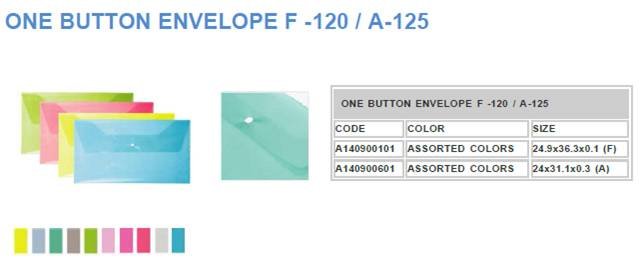 ONE BUTTON ENVELOPE F -120 / A-125
ONE BUTTON ENVELOPE F -120 / A-125
CODE COLOR SIZE
A140900101 ASSORTED COLORS 24.9x36.3x0.1 (F)
A140900601 ASSORTED COLORS 24x31.1x0.3 (A)